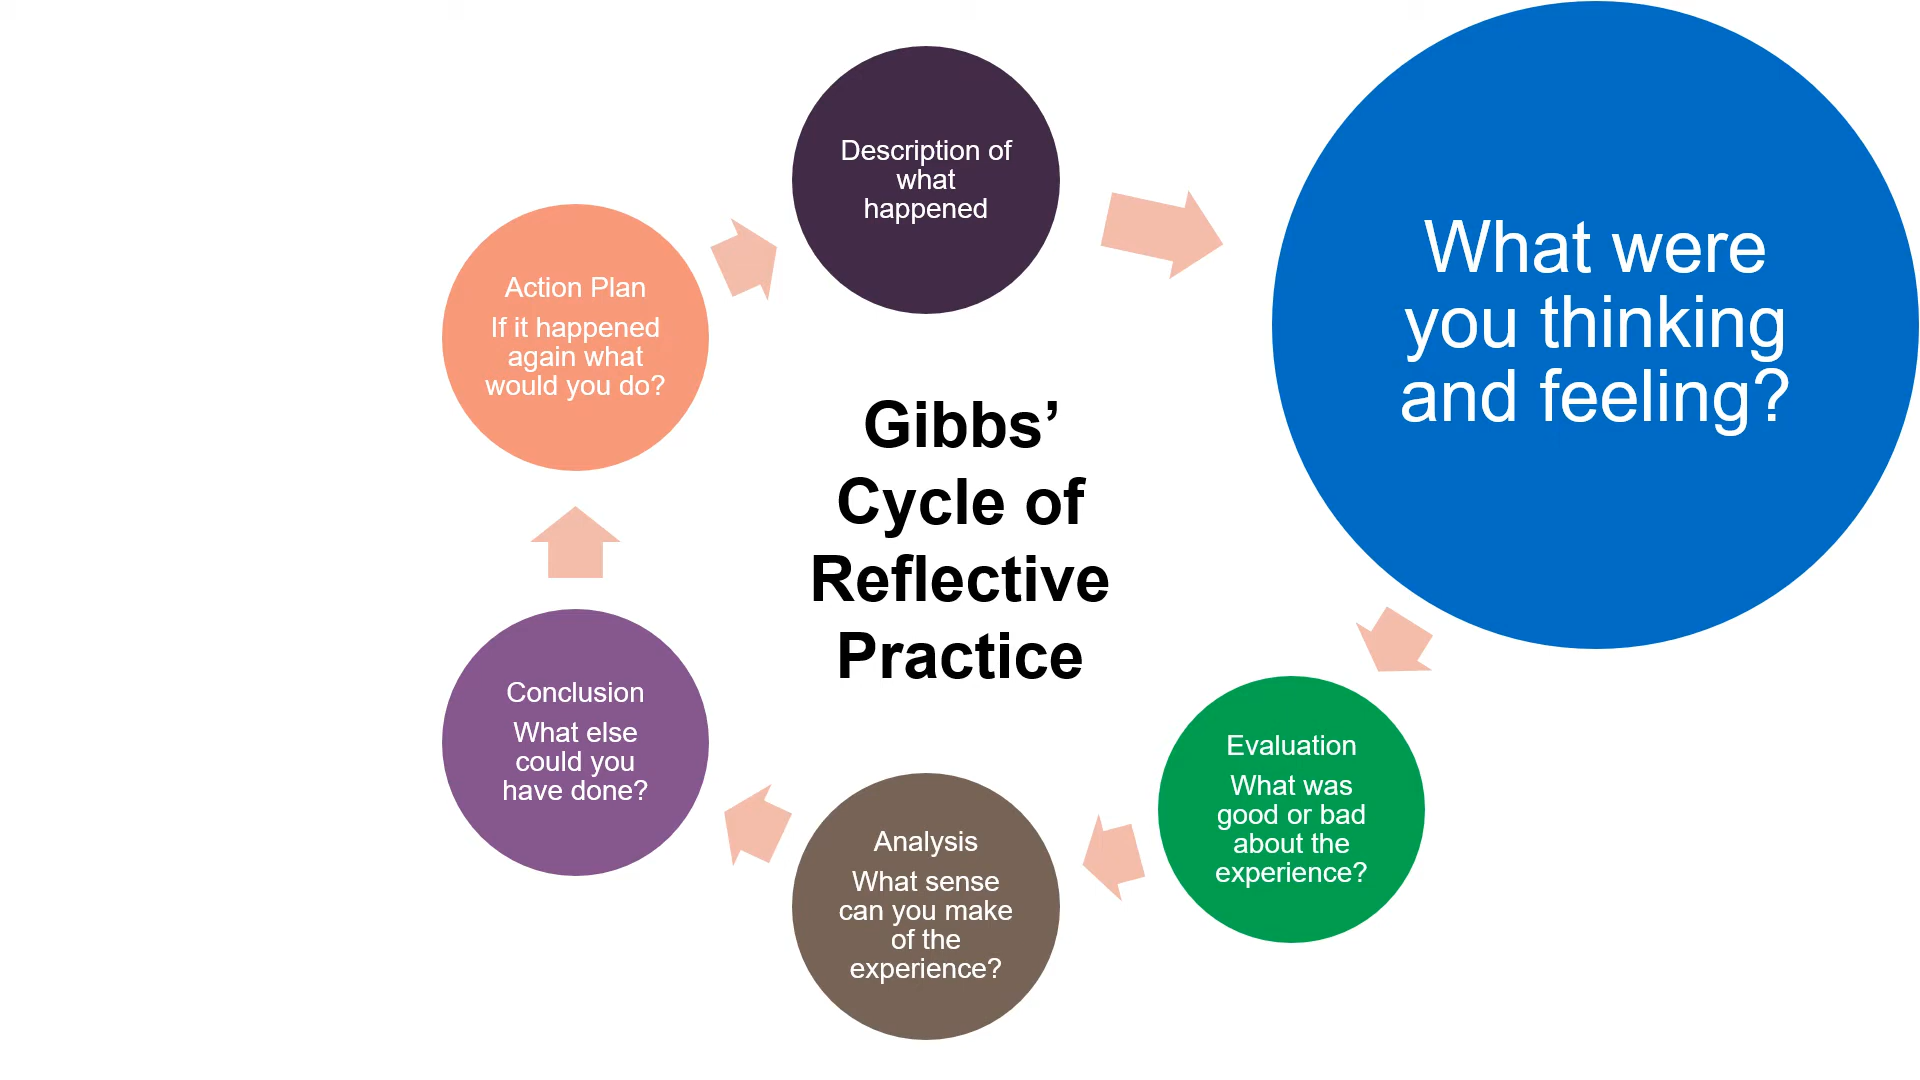 Description of
what
happened
What were
you thinking
and feeling?
Evaluation
What was
good or bad
about the
experience?
Analysis
What sense
can you make
of the
experience?
Conclusion
What else
could you
have done?
Action Plan
If it happened
again what
would you do?
Gibbs’
Cycle of
Reflective
Practice